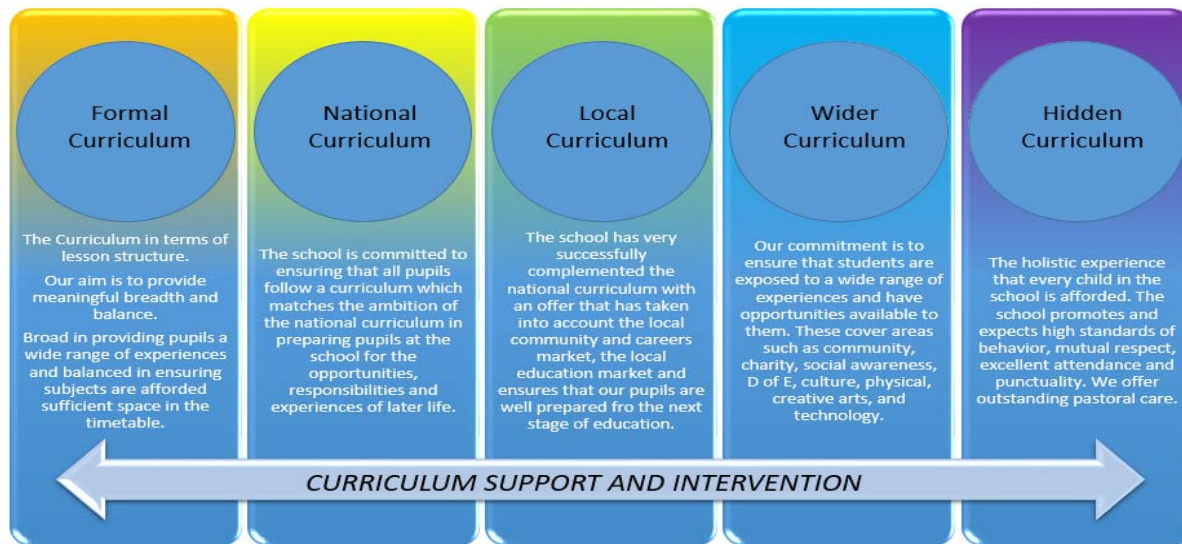 Formal
Curriculum
The Curriculum in terms of
lesson structure.
Our aim is to provide
meaningful breadth and
balance.
Broad in providing pupils a
wide range of experiences
and balanced in ensuring
subjects are afforded
sufficient space in the
timetable.
National
Curriculum
The school is committed to
ensuring that all pupils
follow a curriculum which
matches the ambition of
the national curriculum in
preparing pupils at the
school for the
opportunities,
responsibilities and
experiences of later life.
Local
Curriculum
The school has very
successfully
complemented the
national curriculum with
an offer that has taken
into account the local
community and careers
market, the local
education market and
ensures that our pupils are
well prepared fro the next
stage of education.
Wider
Curriculum
Our commitment is to
ensure that students are
exposed to a wide range of
experiences and have
opportunities available to
them. These cover areas
such as community,
charity, social awareness,
D of E, culture, physical,
creative arts, and
technology.
Hidden
Curriculum
The holistic experience
that every child in the
school is afforded. The
school promotes and
expects high standards of
behavior, mutual respect,
excellent attendance and
punctuality. We offer
outstanding pastoral care.
CURRICULUM SUPPORT AND INTERVENTION